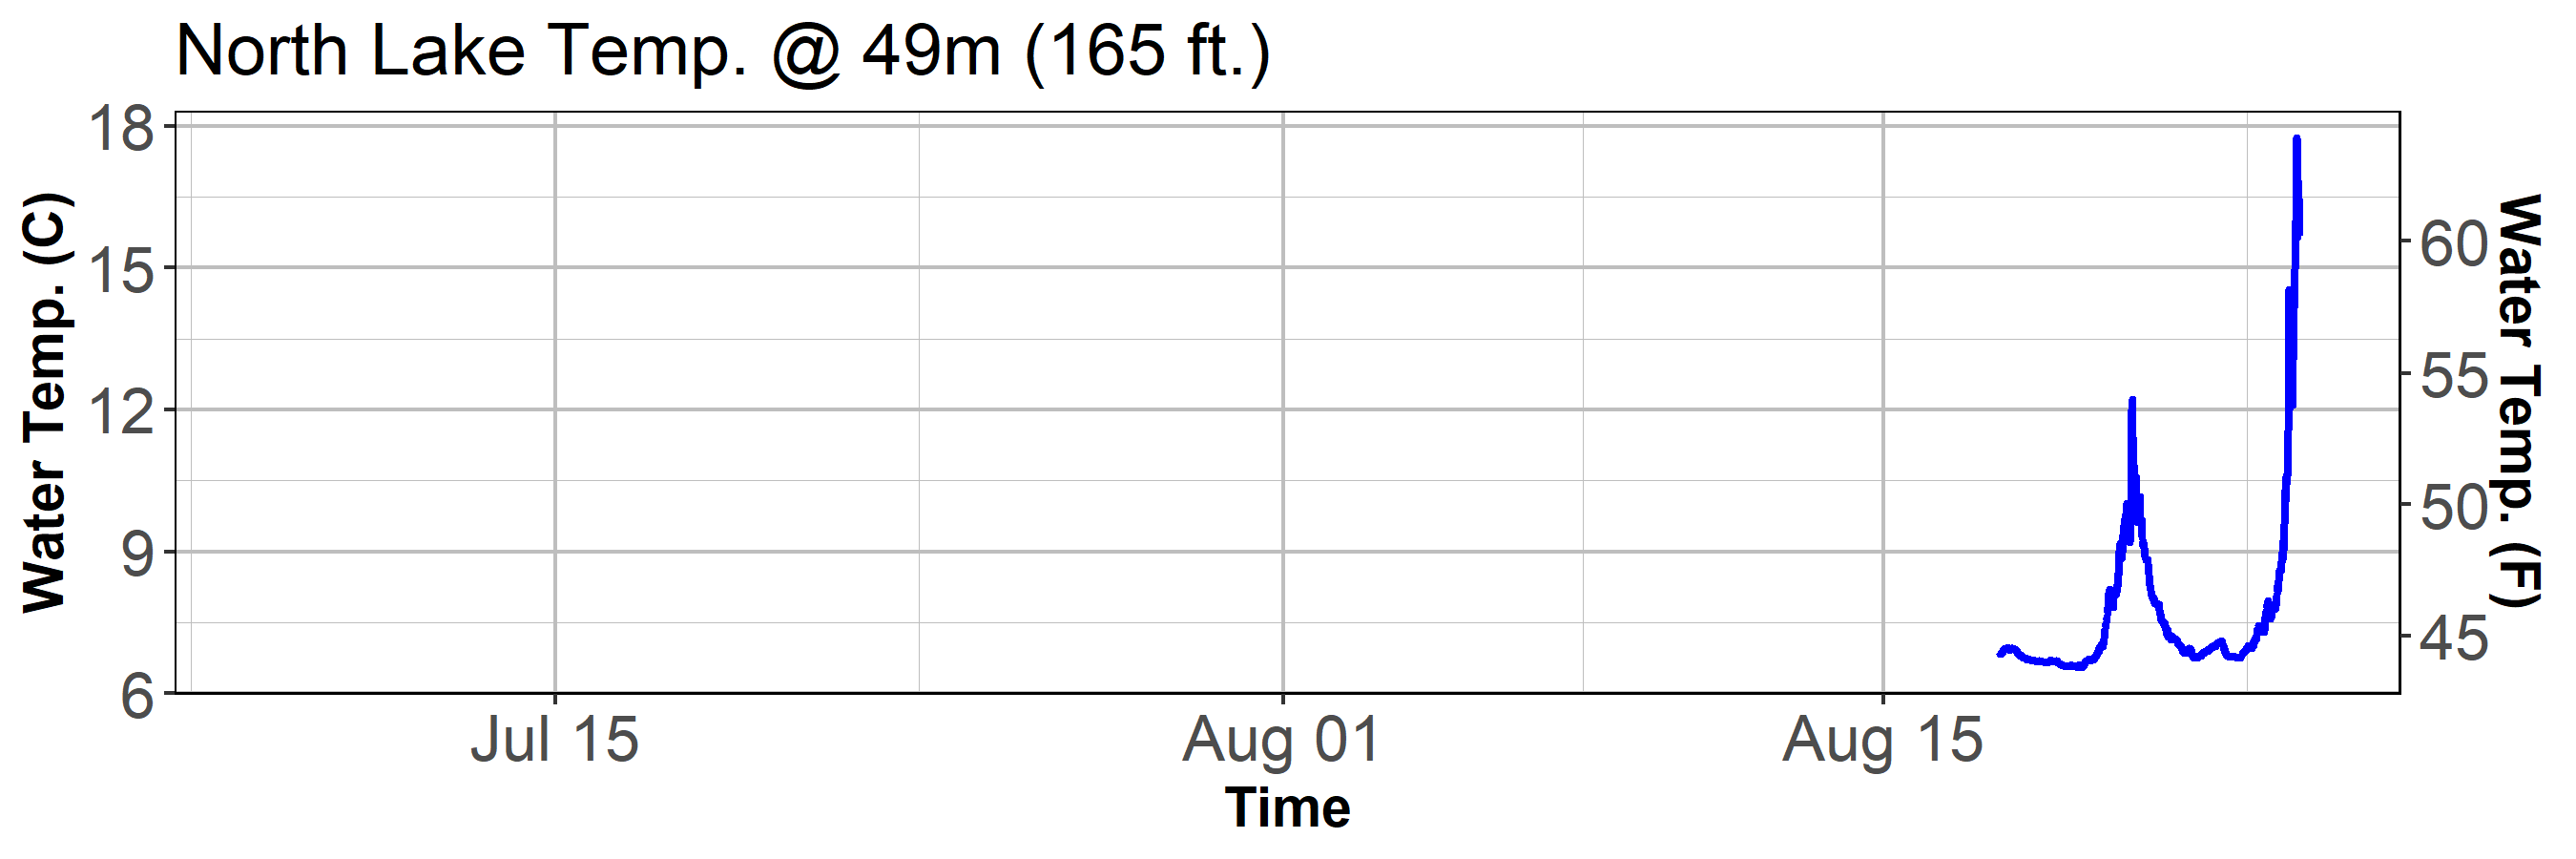 North Lake Temp. @ 49m (165 ft.)
Water Temp. (C)
18
15
12
9
6
60
55
50
45
Water Temp. (F)
Jul 15
Aug 01
Aug 15
Time